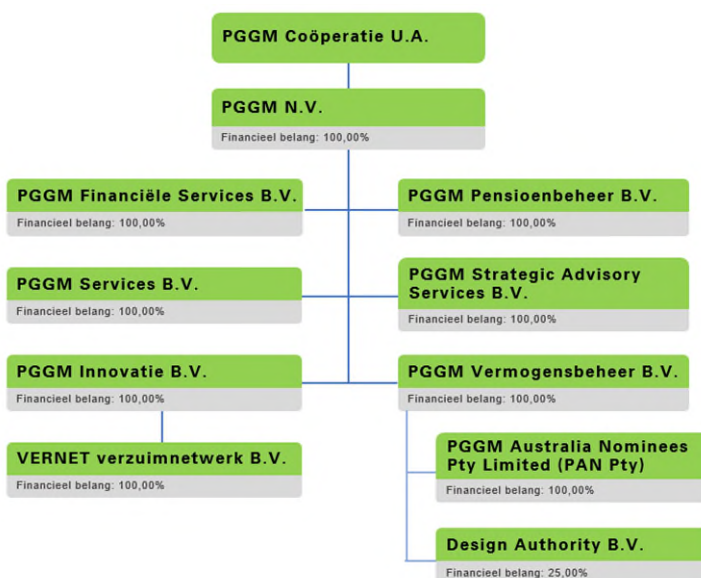 PGGM Coöperatie U.A.
PGGM N.V.
Financieel belang: 100,00%
PGGM Financiële Services B.V.
Financieel belang: 100,00%
PGGM Pensioenbeheer B.V.
Financieel belang: 100,00%
PGGM Services B.V.
Financieel belang: 100,00%
PGGM Strategic Advisory
Services B.V.
Financieel belang: 100,00%
PGGM Innovatie B.V.
Financieel belang: 100,00%
PGGM Vermogensbeheer B.V.
Financieel belang: 100,00%
VERNET verzuimnetwerk B.V.
Financieel belang: 100,00%
PGGM Australia Nominees
Pty Limited (PAN Pty)
Financieel belang: 100,00%
Design Authority B.V.
Financieel belang: 25,00%